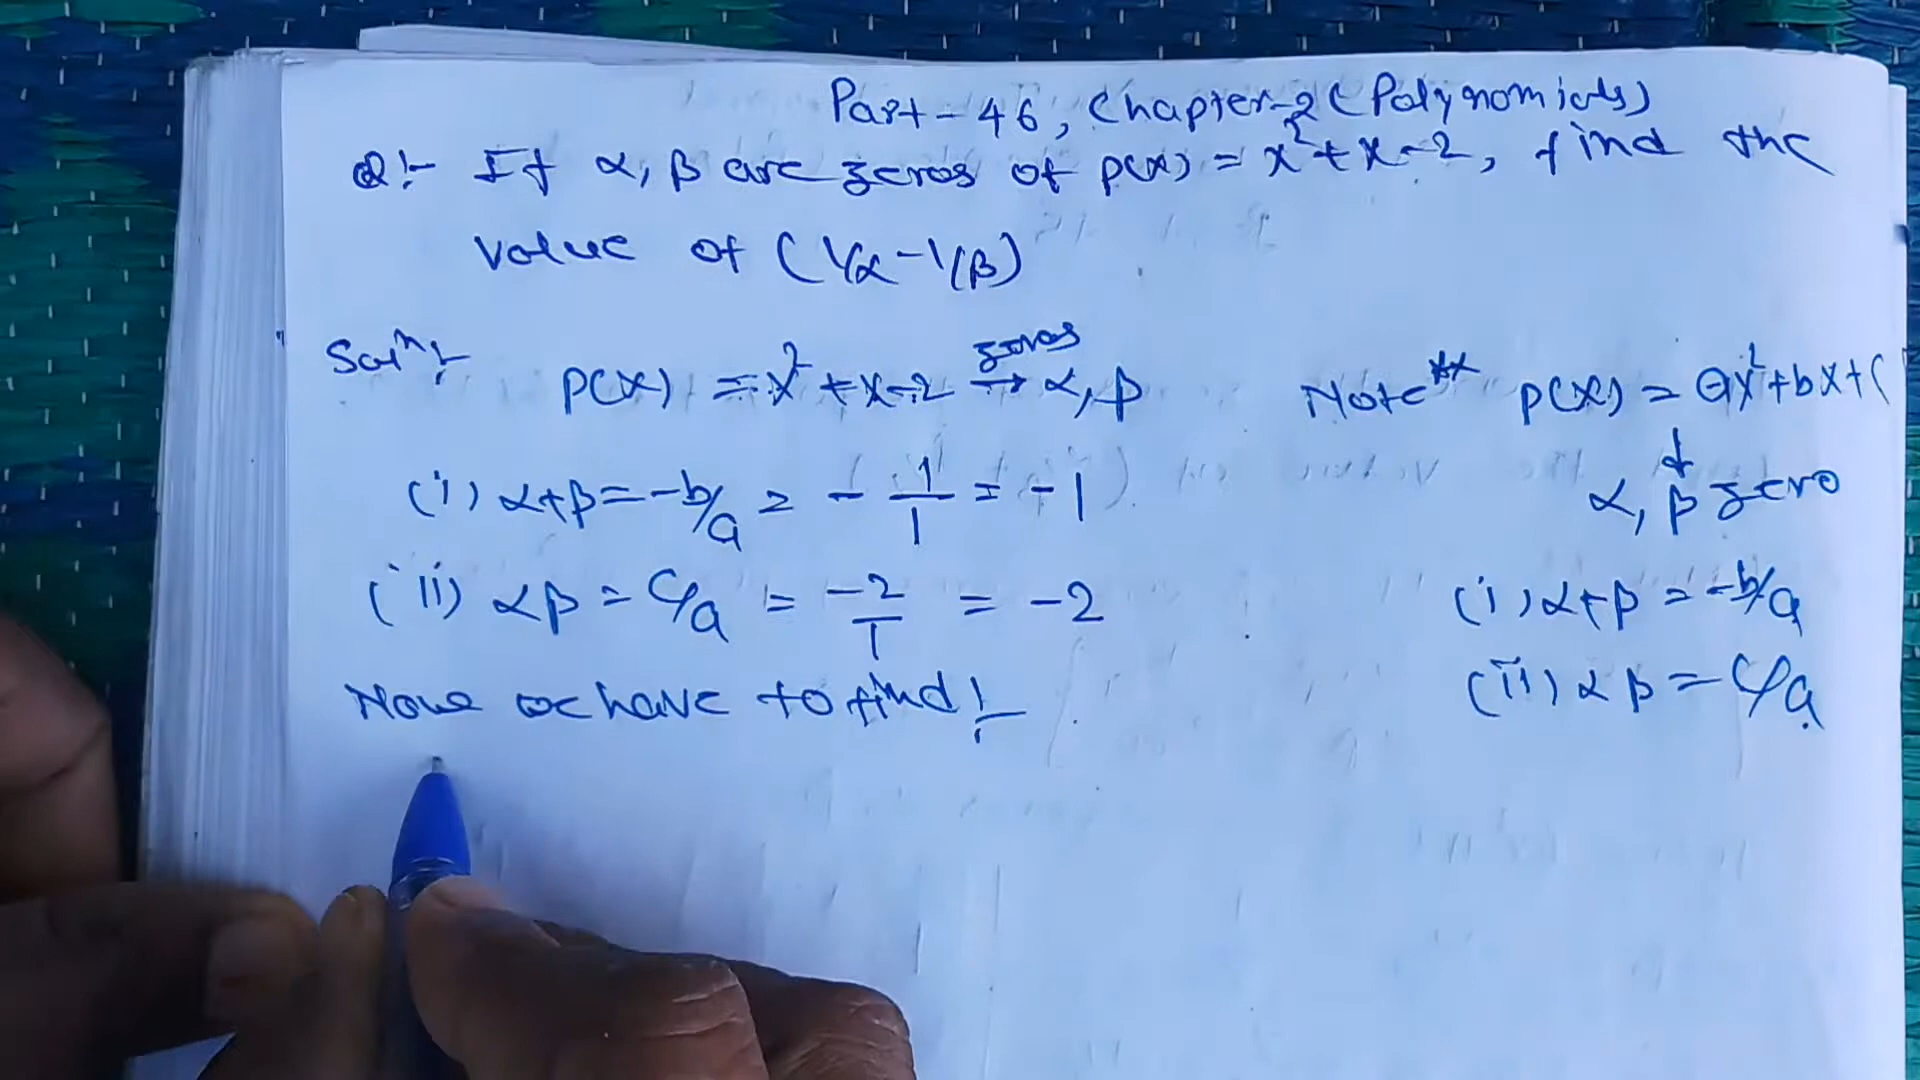 Part-46, Chapter-2 (Polynomials)
Q:- If α, β are zeros of p(x) = x²+x-2, find the
value of (1/α-1/β)
Solⁿ:- P(x) = x²+x-2 zeros→ α, β
(i) α+β=-b/a = -1/1 = -1
(ii) αβ = c/a = -2/1 = -2
Now we have to find:-
Note** p(x) = ax²+bx+c
↓
α, β zero
(i) α+β = -b/a
(ii) αβ = c/a